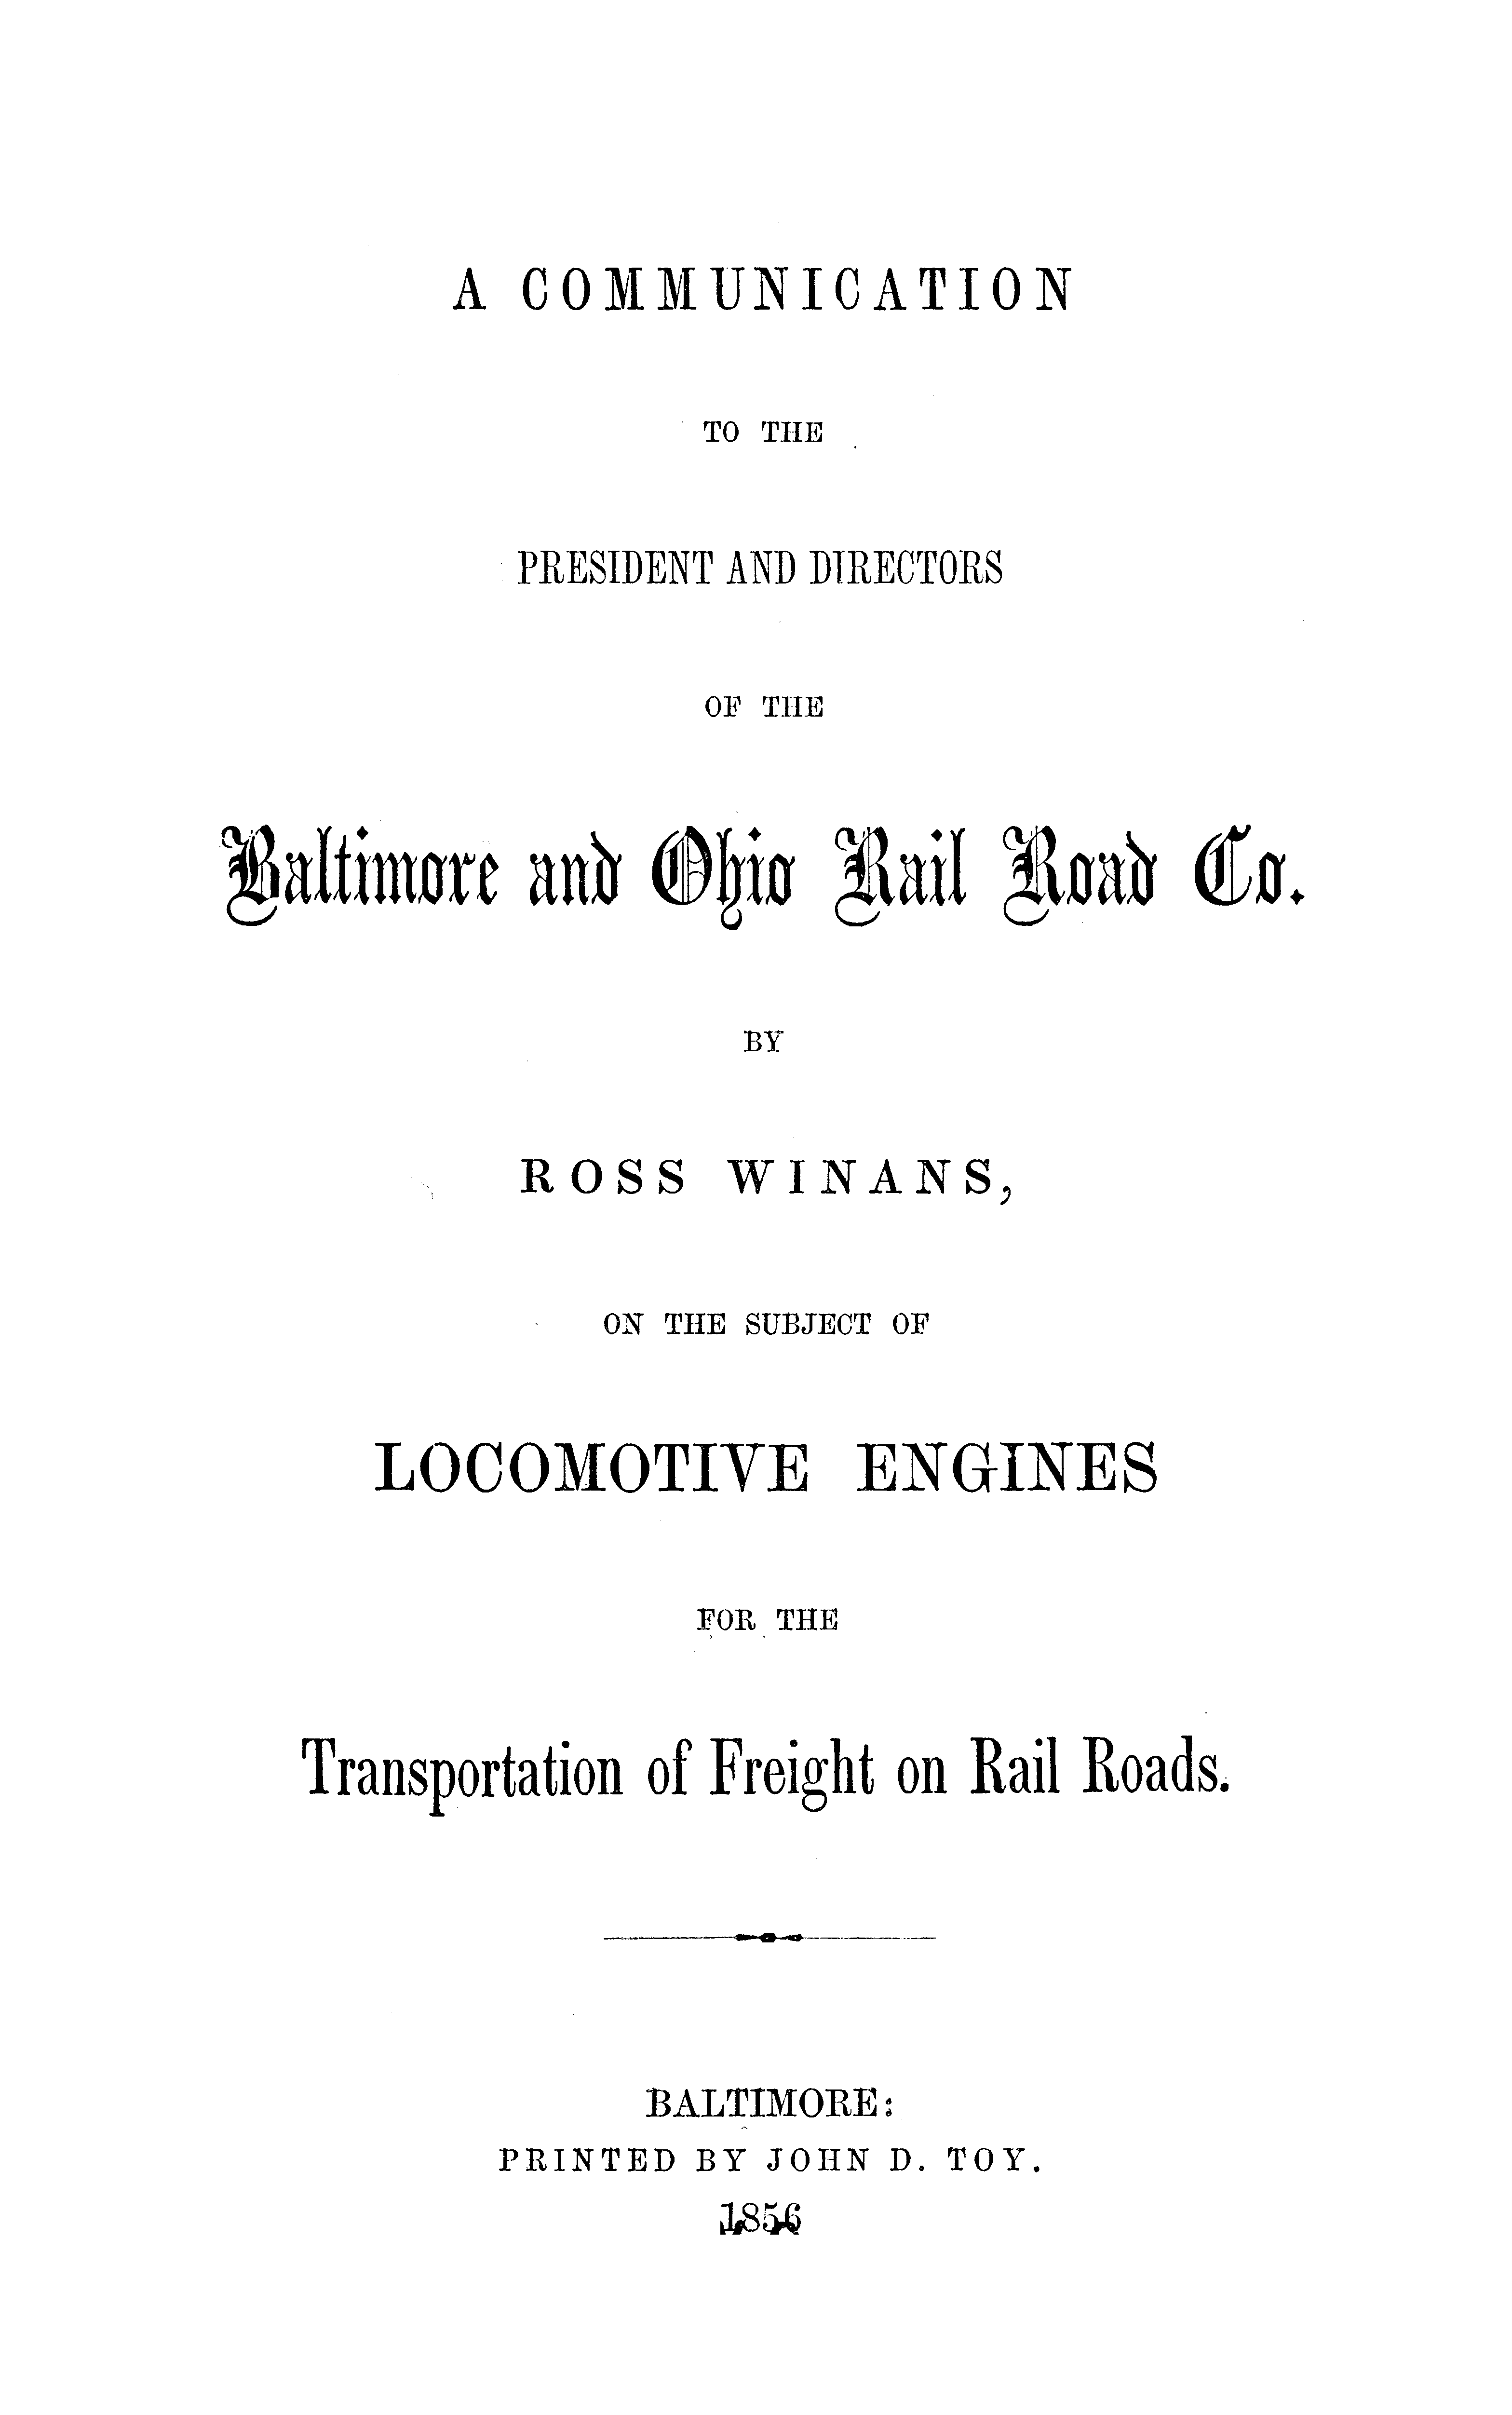 A COMMUNICATION
TO THE
PRESIDENT AND DIRECTORS
OF THE
Baltimore and Ohio Rail Road Co.
BY
ROSS WINANS,
ON THE SUBJECT OF
LOCOMOTIVE ENGINES
FOR THE
Transportation of Freight on Rail Roads.
BALTIMORE:
PRINTED BY JOHN D. TOY.
1856